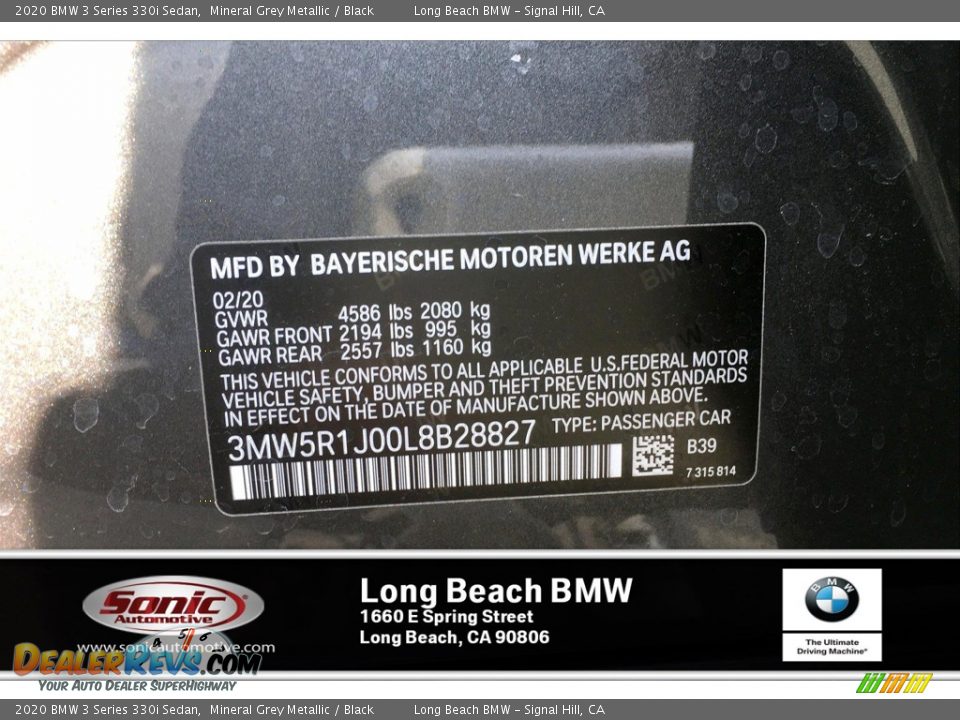 2020 BMW 3 Series 330i Sedan, Mineral Grey Metallic / Black Long Beach BMW - Signal Hill, CA
MFD BY BAYERISCHE MOTOREN WERKE AG
02/20
GVWR 4586 lbs 2080 kg
GAWR FRONT 2194 lbs 995 kg
GAWR REAR 2557 lbs 1160 kg
THIS VEHICLE CONFORMS TO ALL APPLICABLE U.S.FEDERAL MOTOR
VEHICLE SAFETY, BUMPER AND THEFT PREVENTION STANDARDS
IN EFFECT ON THE DATE OF MANUFACTURE SHOWN ABOVE.
3MW5R1J00L8B28827 TYPE: PASSENGER CAR
B39
7 315 814
Sonic
Automotive
www.sonicautomotive.com
Long Beach BMW
1660 E Spring Street
Long Beach, CA 90806
BMW
The Ultimate
Driving Machine®
4 5 6
DealerRevs.com
Your Auto Dealer SuperHighway
2020 BMW 3 Series 330i Sedan, Mineral Grey Metallic / Black Long Beach BMW - Signal Hill, CA